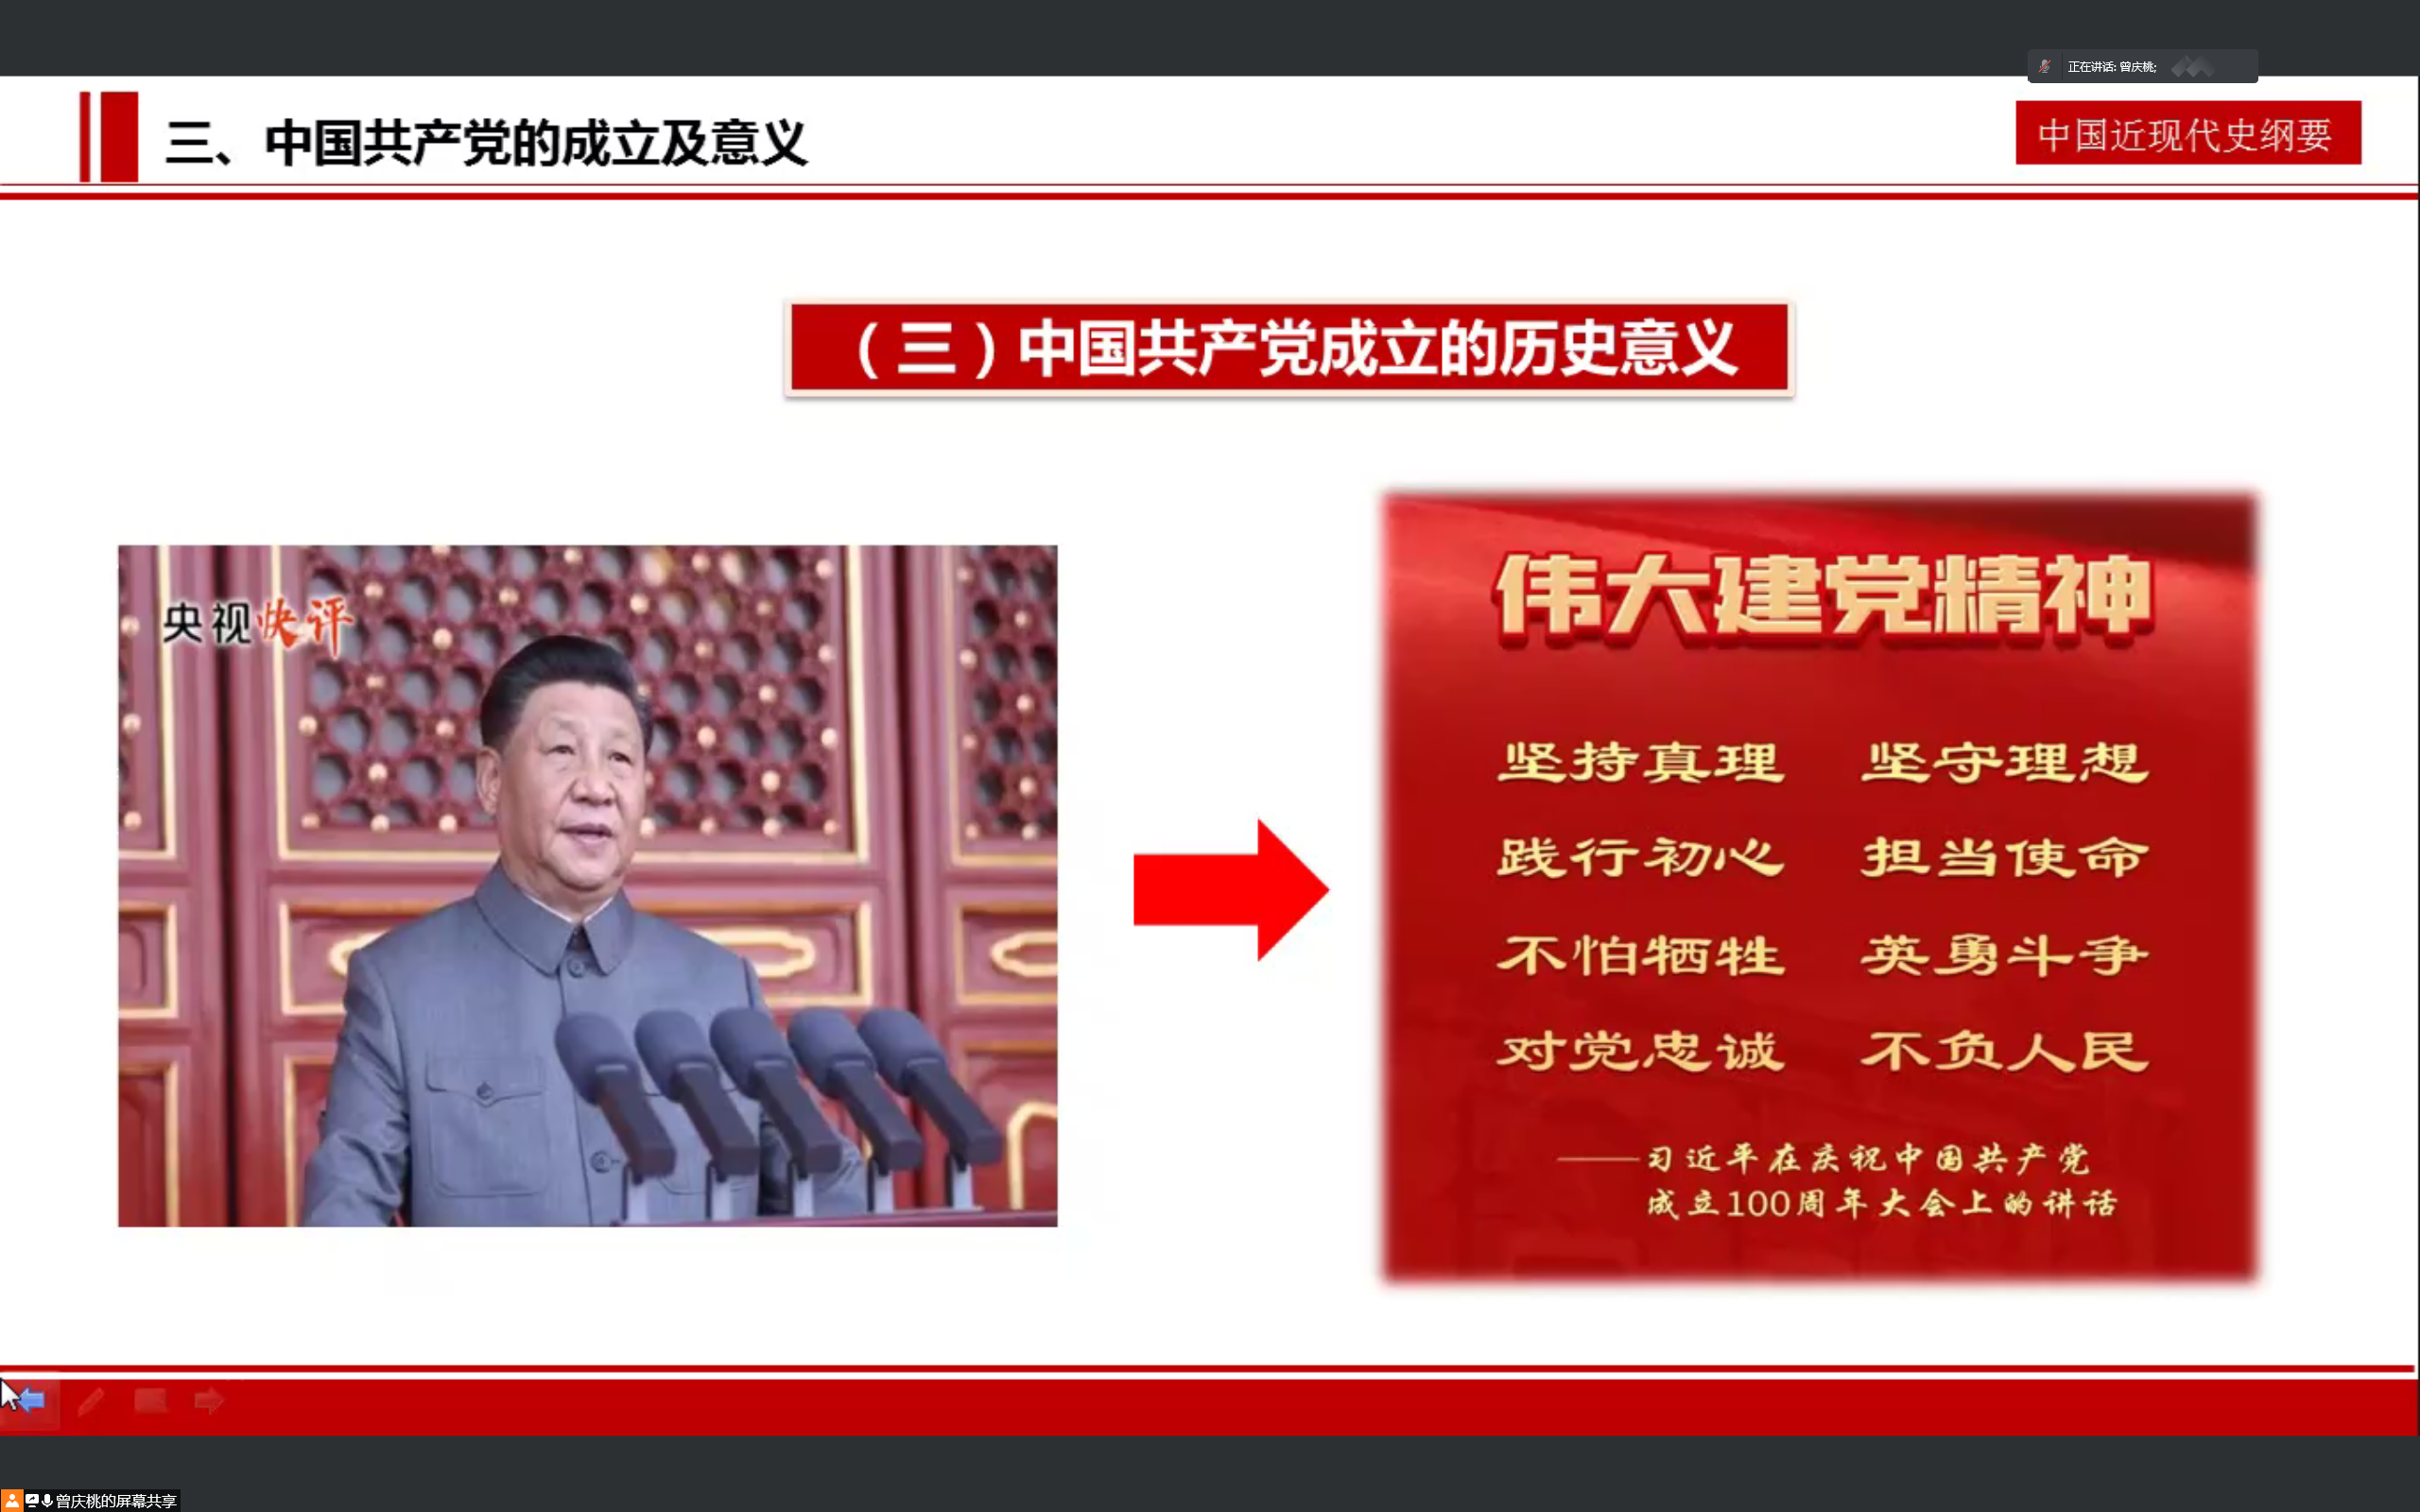 正在讲话: 曾庆桃;
三、中国共产党的成立及意义
中国近现代史纲要
（三）中国共产党成立的历史意义
央视快评
伟大建党精神
坚持真理 坚守理想
践行初心 担当使命
不怕牺牲 英勇斗争
对党忠诚 不负人民
——习近平在庆祝中国共产党
成立100周年大会上的讲话
曾庆桃的屏幕共享